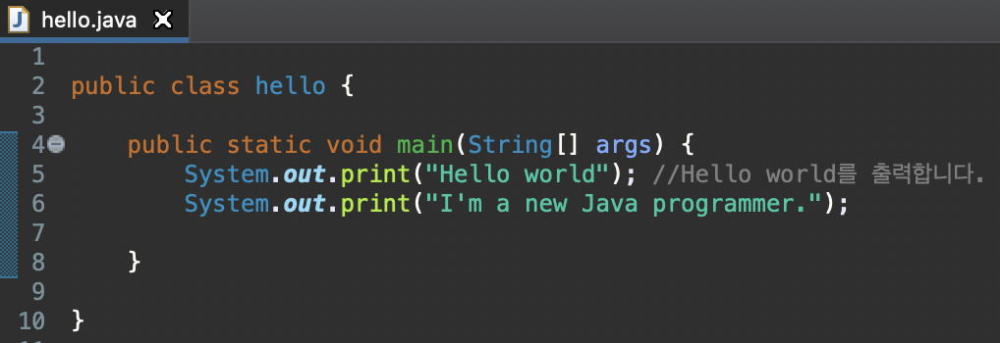 hello.java
1
2 public class hello {
3
4 public static void main(String[] args) {
5 System.out.print("Hello world"); //Hello world를 출력합니다.
6 System.out.print("I'm a new Java programmer.");
7
8 }
9
10 }